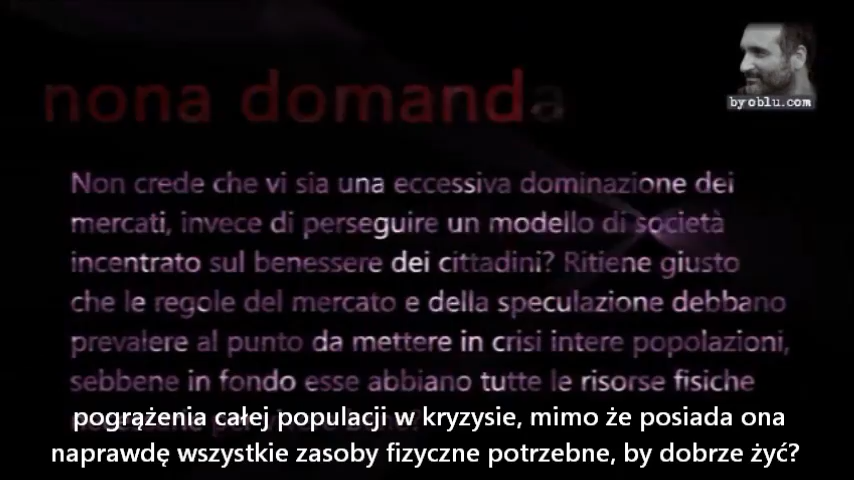 nona domanda
byoblu.com
Non crede che vi sia una eccessiva dominazione dei
mercati, invece di perseguire un modello di società
incentrato sul benessere dei cittadini? Ritiene giusto
che le regole del mercato e della speculazione debbano
prevalere al punto da mettere in crisi intere popolazioni,
sebbene in fondo esse abbiano tutte le risorse fisiche
pogrążenia całej populacji w kryzysie, mimo że posiada ona
naprawdę wszystkie zasoby fizyczne potrzebne, by dobrze żyć?